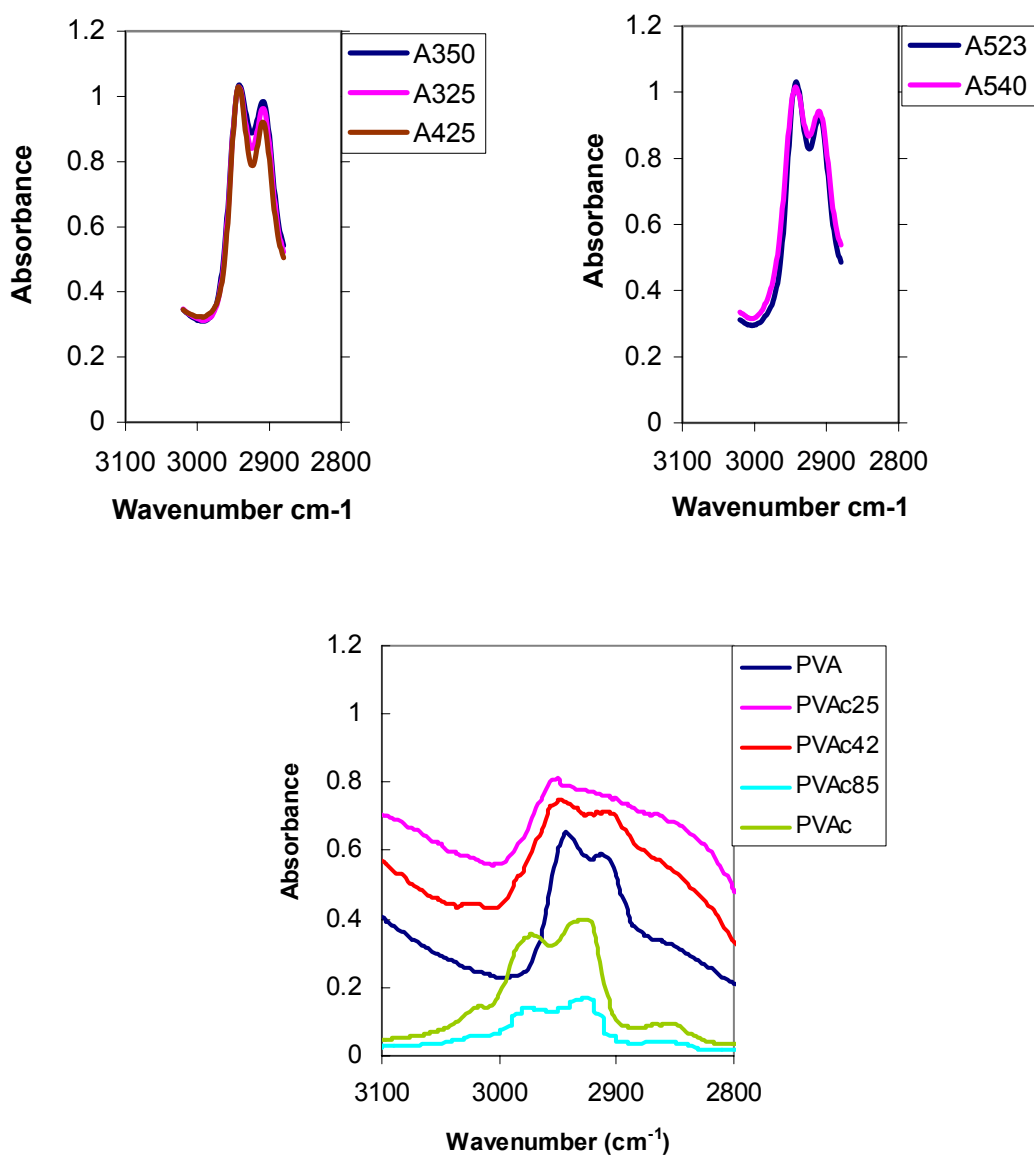 1.2
1
0.8
0.6
0.4
0.2
0
3100 3000 2900 2800
Absorbance
Wavenumber cm-1
A350
A325
A425
1.2
1
0.8
0.6
0.4
0.2
0
3100 3000 2900 2800
Absorbance
Wavenumber cm-1
A523
A540
1.2
1
0.8
0.6
0.4
0.2
0
3100 3000 2900 2800
Absorbance
Wavenumber (cm⁻¹)
PVA
PVAc25
PVAc42
PVAc85
PVAc